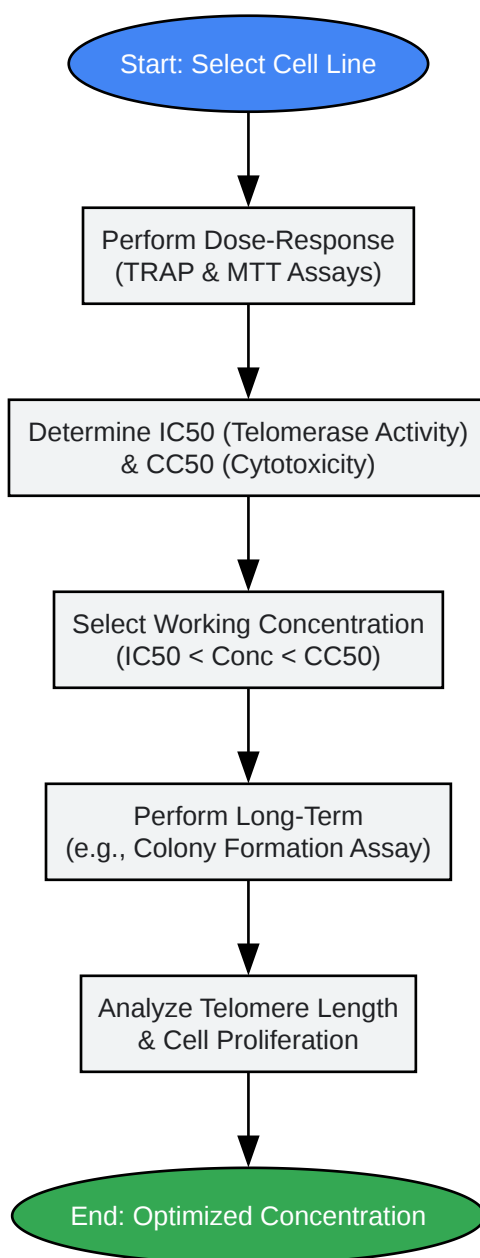 Start: Select Cell Line
Perform Dose-Response
(TRAP & MTT Assays)
Determine IC50 (Telomerase Activity)
& CC50 (Cytotoxicity)
Select Working Concentration
(IC50 < Conc < CC50)
Perform Long-Term
(e.g., Colony Formation Assay)
Analyze Telomere Length
& Cell Proliferation
End: Optimized Concentration